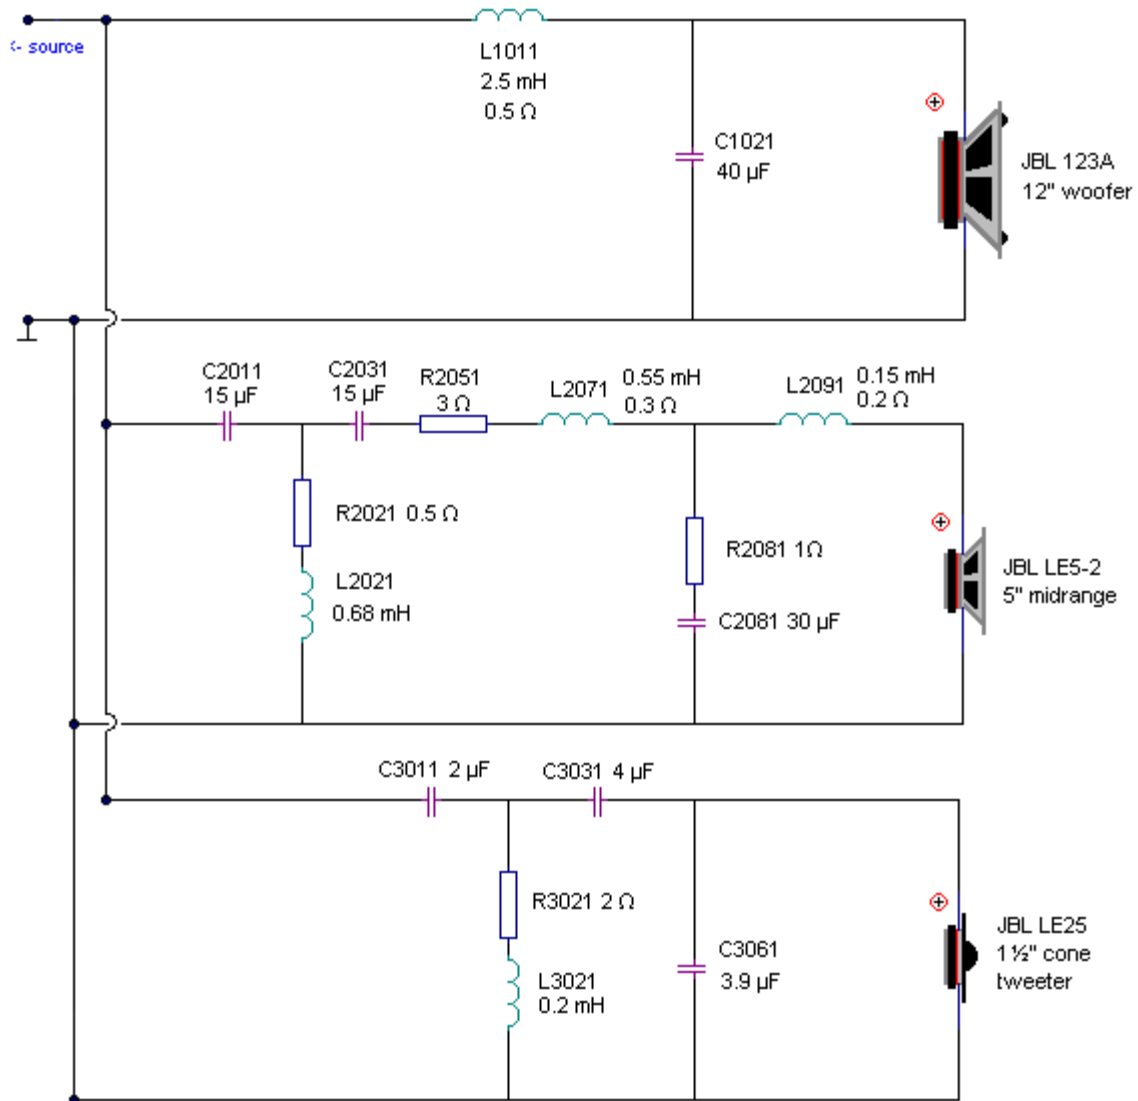 <- source
L1011
2.5 mH
0.5 Ω
C1021
40 µF
JBL 123A
12" woofer
C2011
15 µF
C2031
15 µF
R2051
3 Ω
L2071
0.55 mH
0.3 Ω
L2091
0.15 mH
0.2 Ω
R2021 0.5 Ω
L2021
0.68 mH
R2081 1Ω
C2081 30 µF
JBL LE5-2
5" midrange
C3011 2 µF
C3031 4 µF
R3021 2 Ω
L3021
0.2 mH
C3061
3.9 µF
JBL LE25
1 ½" cone
tweeter